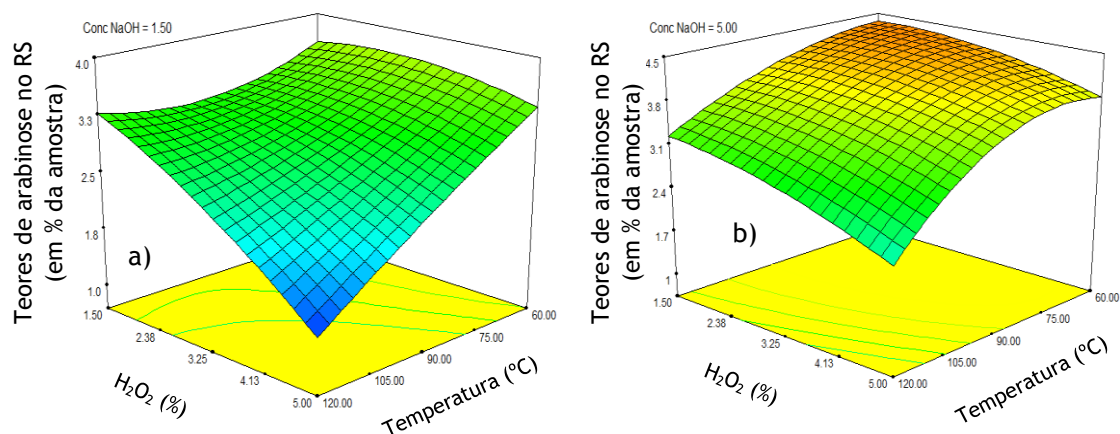 Conc NaOH = 1.50
Teores de arabinose no RS
(em % da amostra)
4.0
3.3
2.5
1.8
1.0
a)
1.50
2.38
3.25
4.13
5.00
H₂O₂ (%)
120.00
105.00
90.00
75.00
60.00
Temperatura (ºC)
Conc NaOH = 5.00
Teores de arabinose no RS
(em % da amostra)
4.5
3.8
3.1
2.4
1.7
1
b)
1.50
2.38
3.25
4.13
5.00
H₂O₂ (%)
120.00
105.00
90.00
75.00
60.00
Temperatura (ºC)